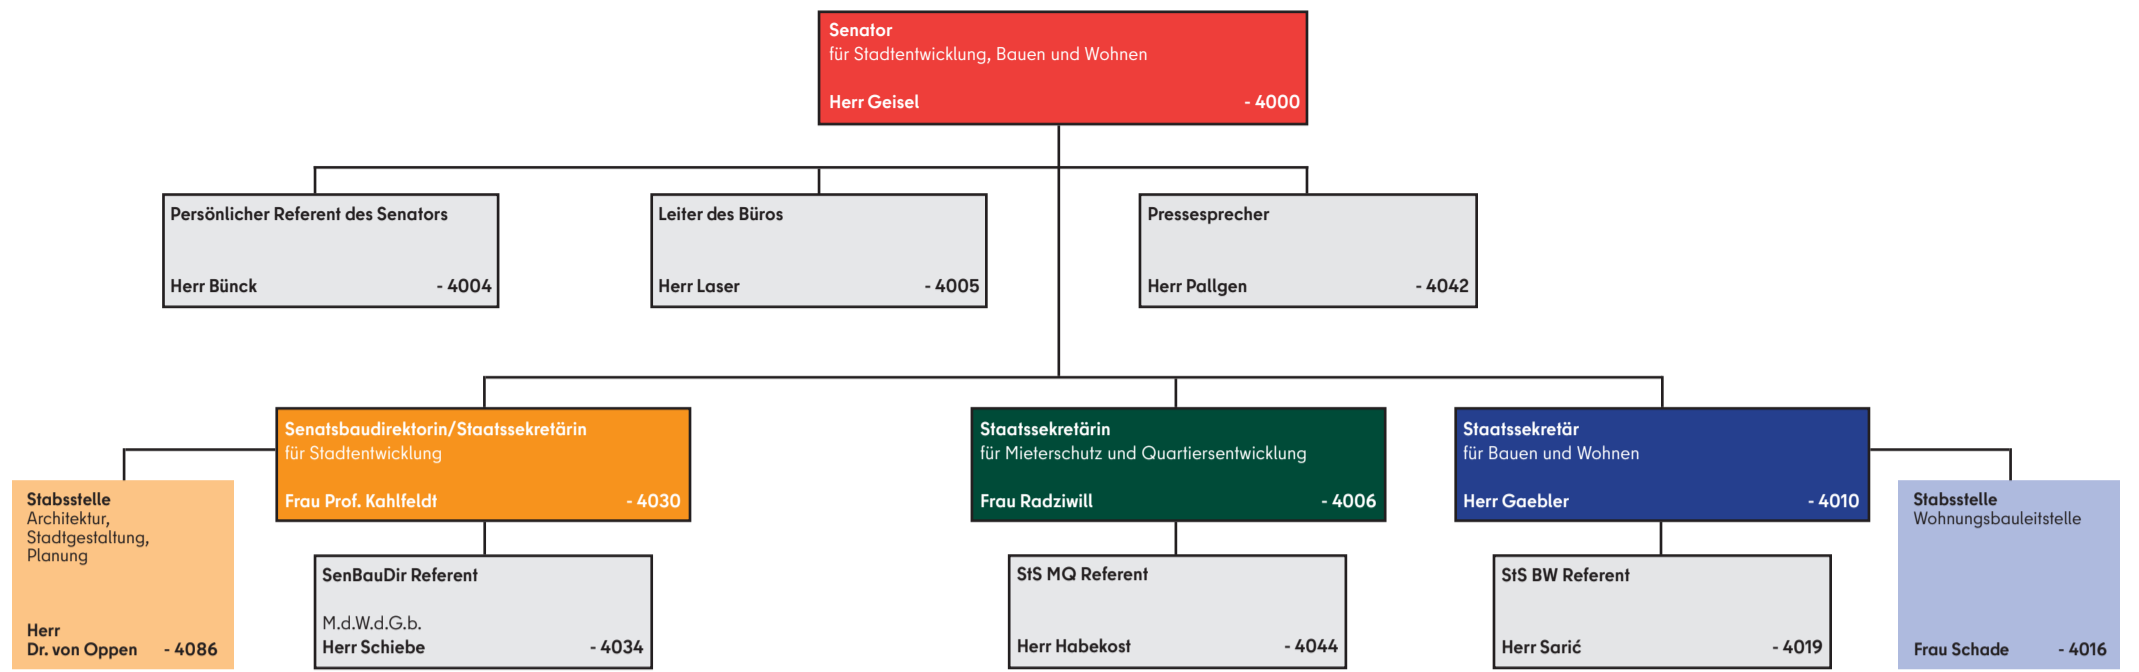 Senator
für Stadtentwicklung, Bauen und Wohnen
Herr Geisel - 4000
Persönlicher Referent des Senators
Herr Bünck - 4004
Leiter des Büros
Herr Laser - 4005
Pressesprecher
Herr Pallgen - 4042
Senatsbaudirektorin/Staatssekretärin
für Stadtentwicklung
Frau Prof. Kahlfeldt - 4030
Staatssekretärin
für Mieterschutz und Quartiersentwicklung
Frau Radziwill - 4006
Staatssekretär
für Bauen und Wohnen
Herr Gaebler - 4010
Stabsstelle
Architektur,
Stadtgestaltung,
Planung
Herr
Dr. von Oppen - 4086
SenBauDir Referent
M.d.W.d.G.b.
Herr Schiebe - 4034
StS MQ Referent
Herr Habekost - 4044
StS BW Referent
Herr Sarić - 4019
Stabsstelle
Wohnungsbauleitstelle
Frau Schade - 4016